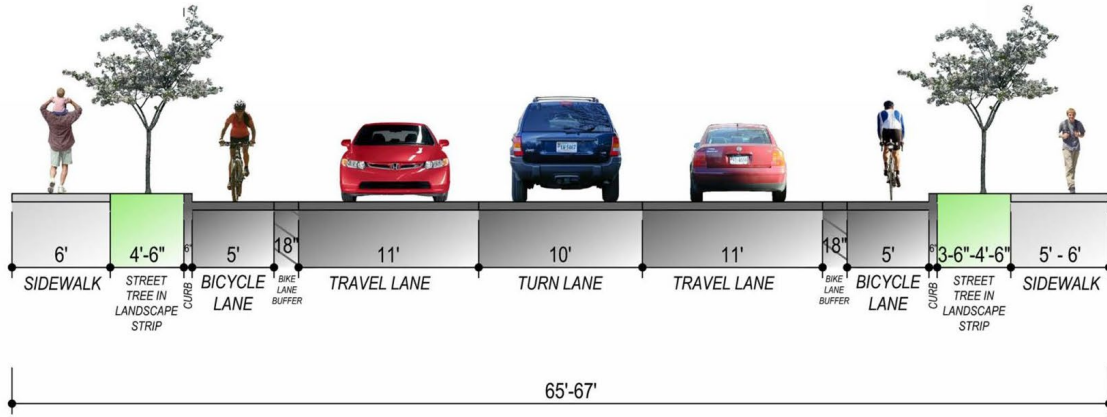 6'
4'-6"
6"
5'
18"
11'
10'
11'
18"
5'
6"
3-6"-4'-6"
5' - 6'
SIDEWALK
STREET
TREE IN
LANDSCAPE
STRIP
CURB
BICYCLE
LANE
BIKE
LANE
BUFFER
TRAVEL LANE
TURN LANE
TRAVEL LANE
BIKE
LANE
BUFFER
BICYCLE
LANE
CURB
STREET
TREE IN
LANDSCAPE
STRIP
SIDEWALK
65'-67'